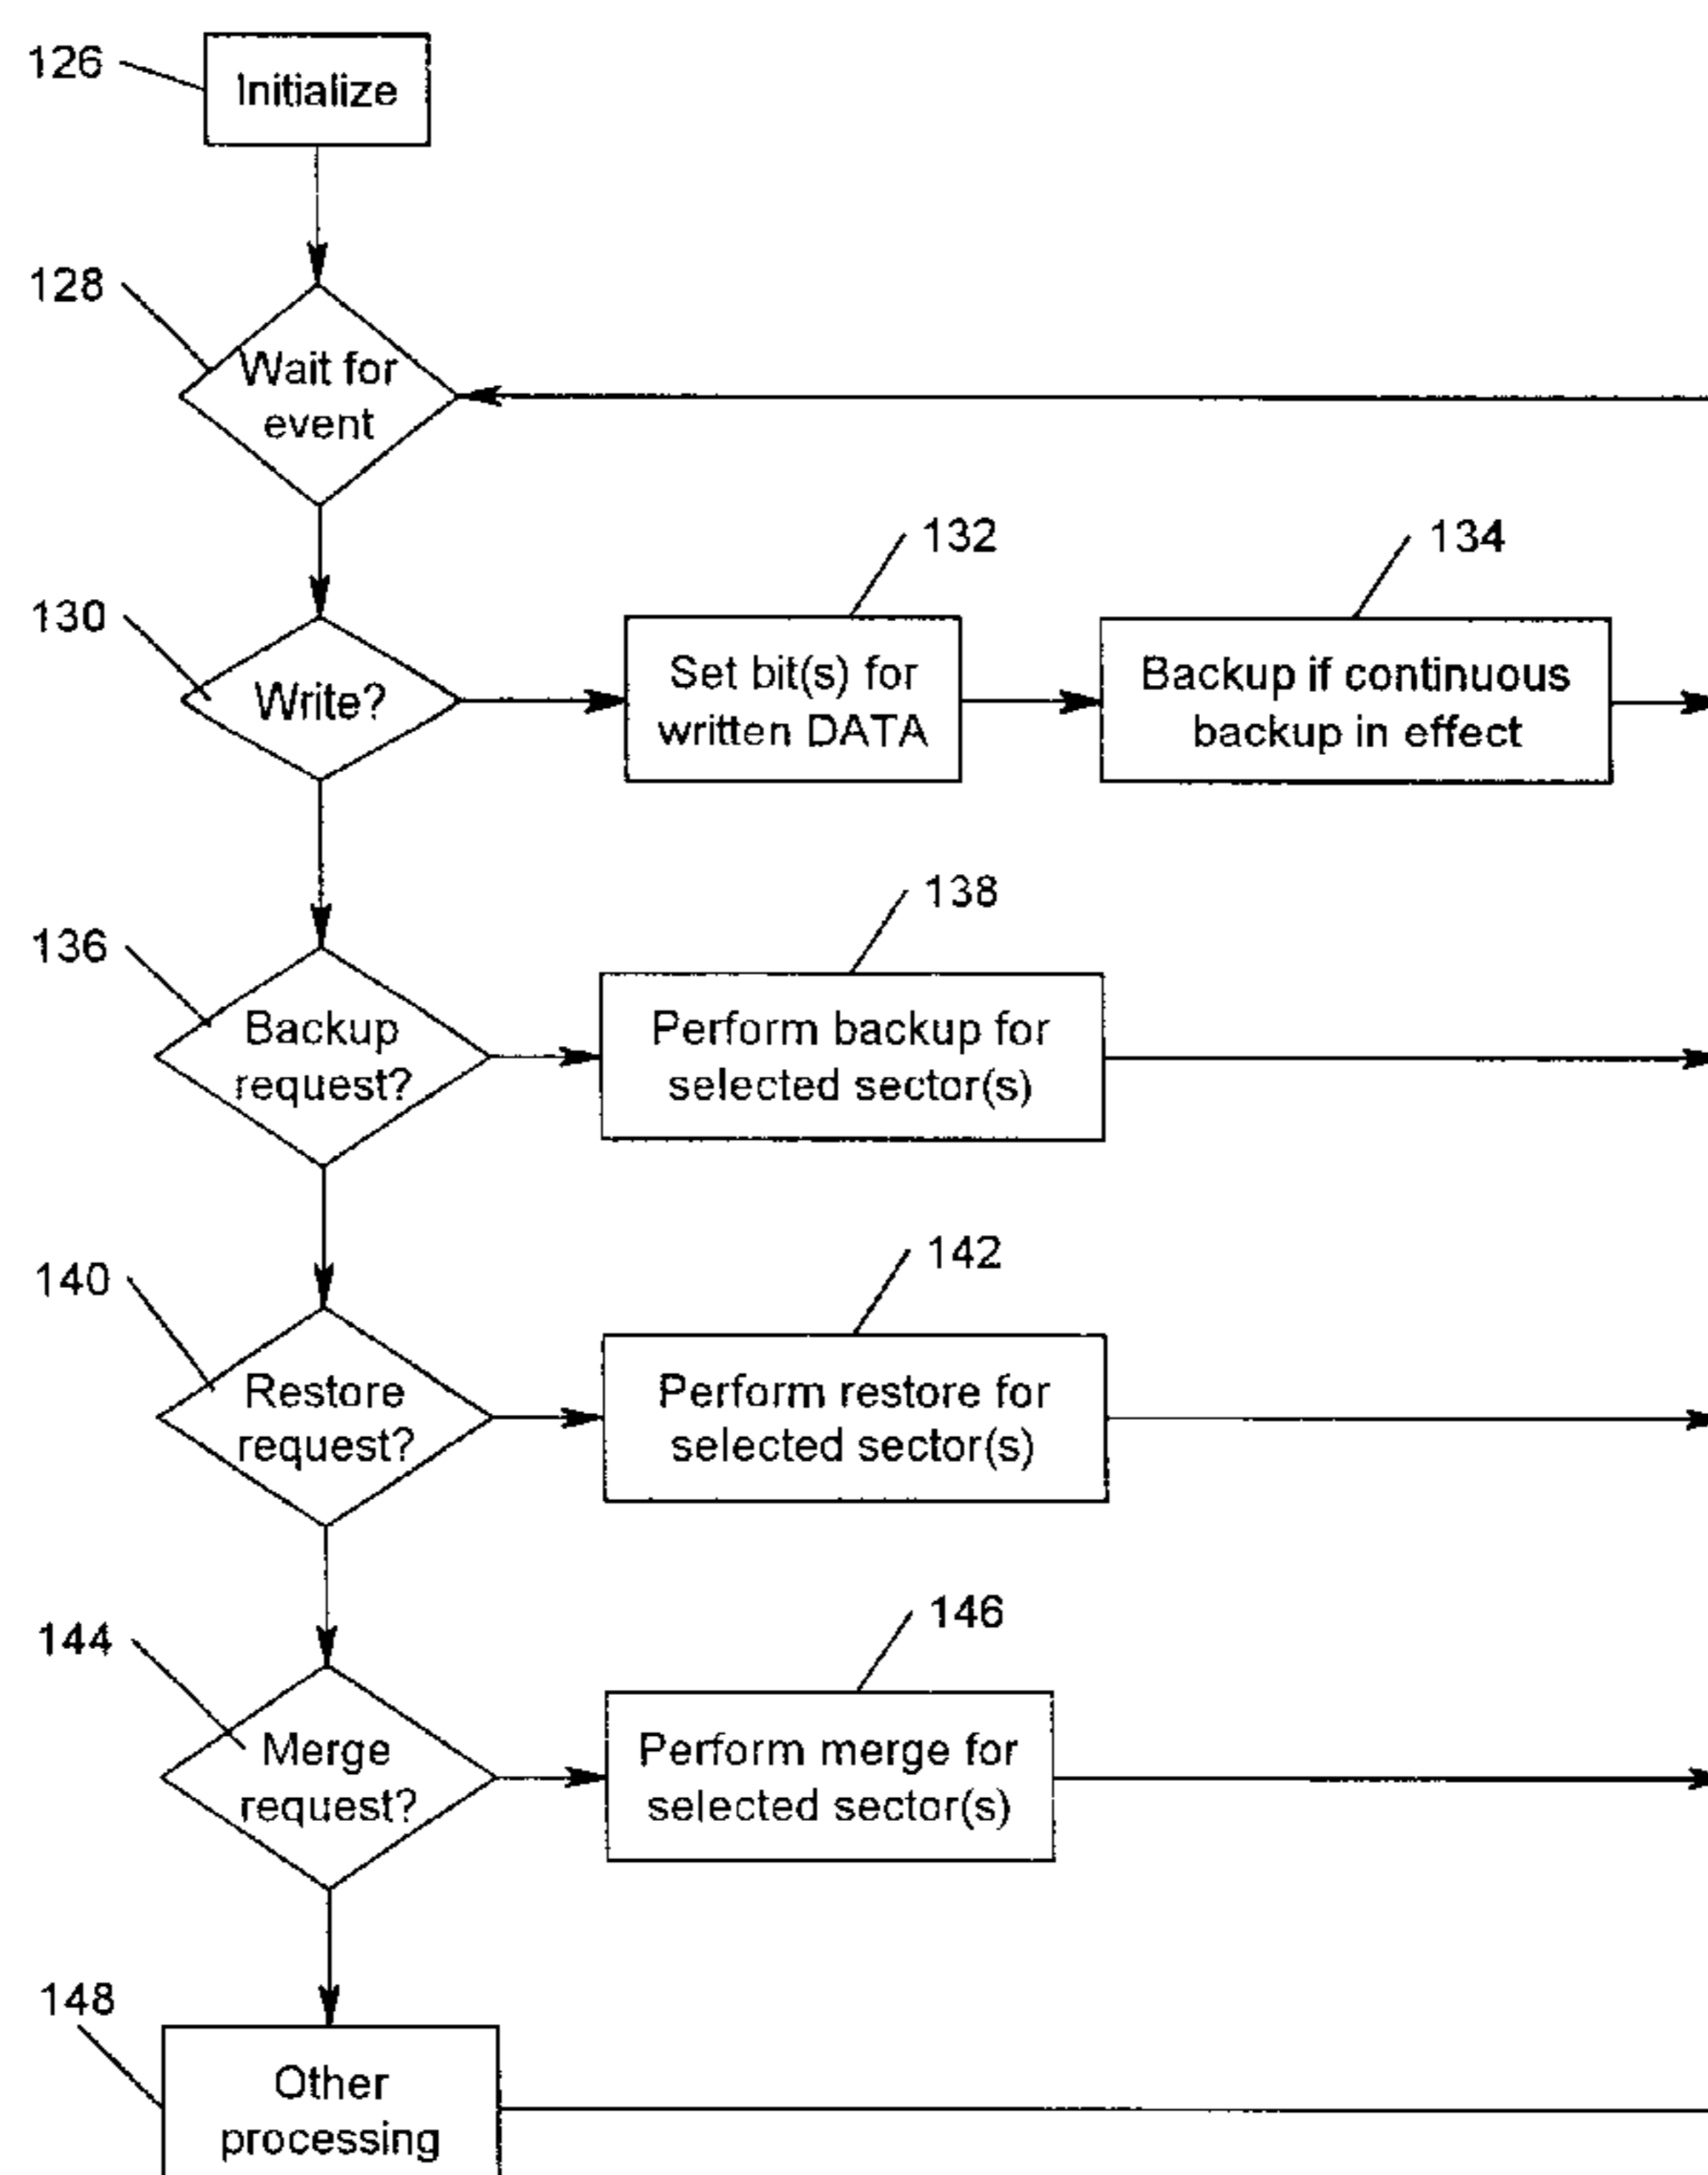 126
Initialize
128
Wait for
event
130
Write?
132
Set bit(s) for
written DATA
134
Backup if continuous
backup in effect
136
Backup
request?
138
Perform backup for
selected sector(s)
140
Restore
request?
142
Perform restore for
selected sector(s)
144
Merge
request?
146
Perform merge for
selected sector(s)
148
Other
processing